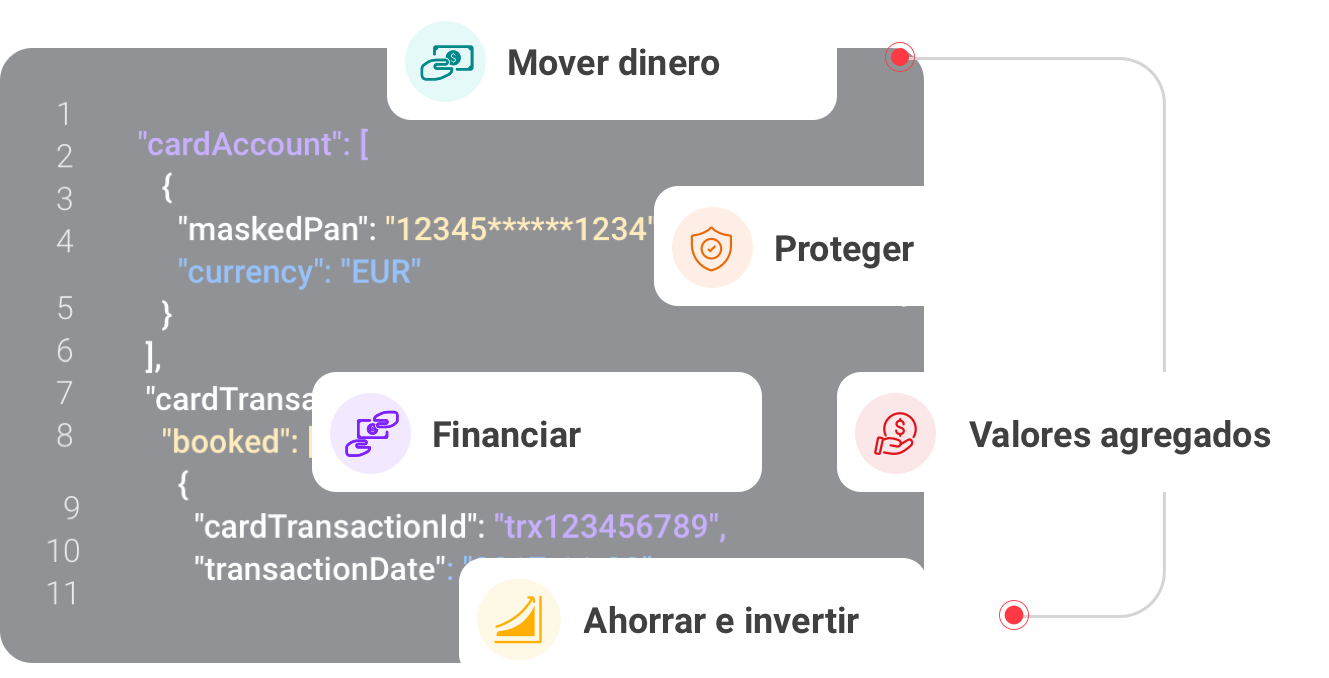 Mover dinero
1
"cardAccount": [
2
{
3
"maskedPan": "12345******1234"
4
"currency": "EUR"
Proteger
5
}
6
],
7
"cardTransa
8
"booked": [
Financiar
Valores agregados
{
9
"cardTransactionId": "trx123456789",
10
"transactionDate": "
11
Ahorrar e invertir